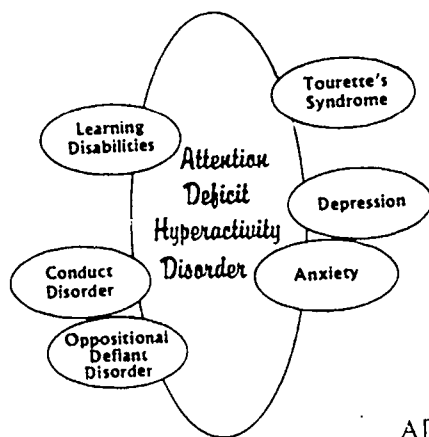 Tourette's
Syndrome
Learning
Disabilities
Attention
Deficit
Hyperactivity
Disorder
Depression
Anxiety
Conduct
Disorder
Oppositional
Defiant
Disorder